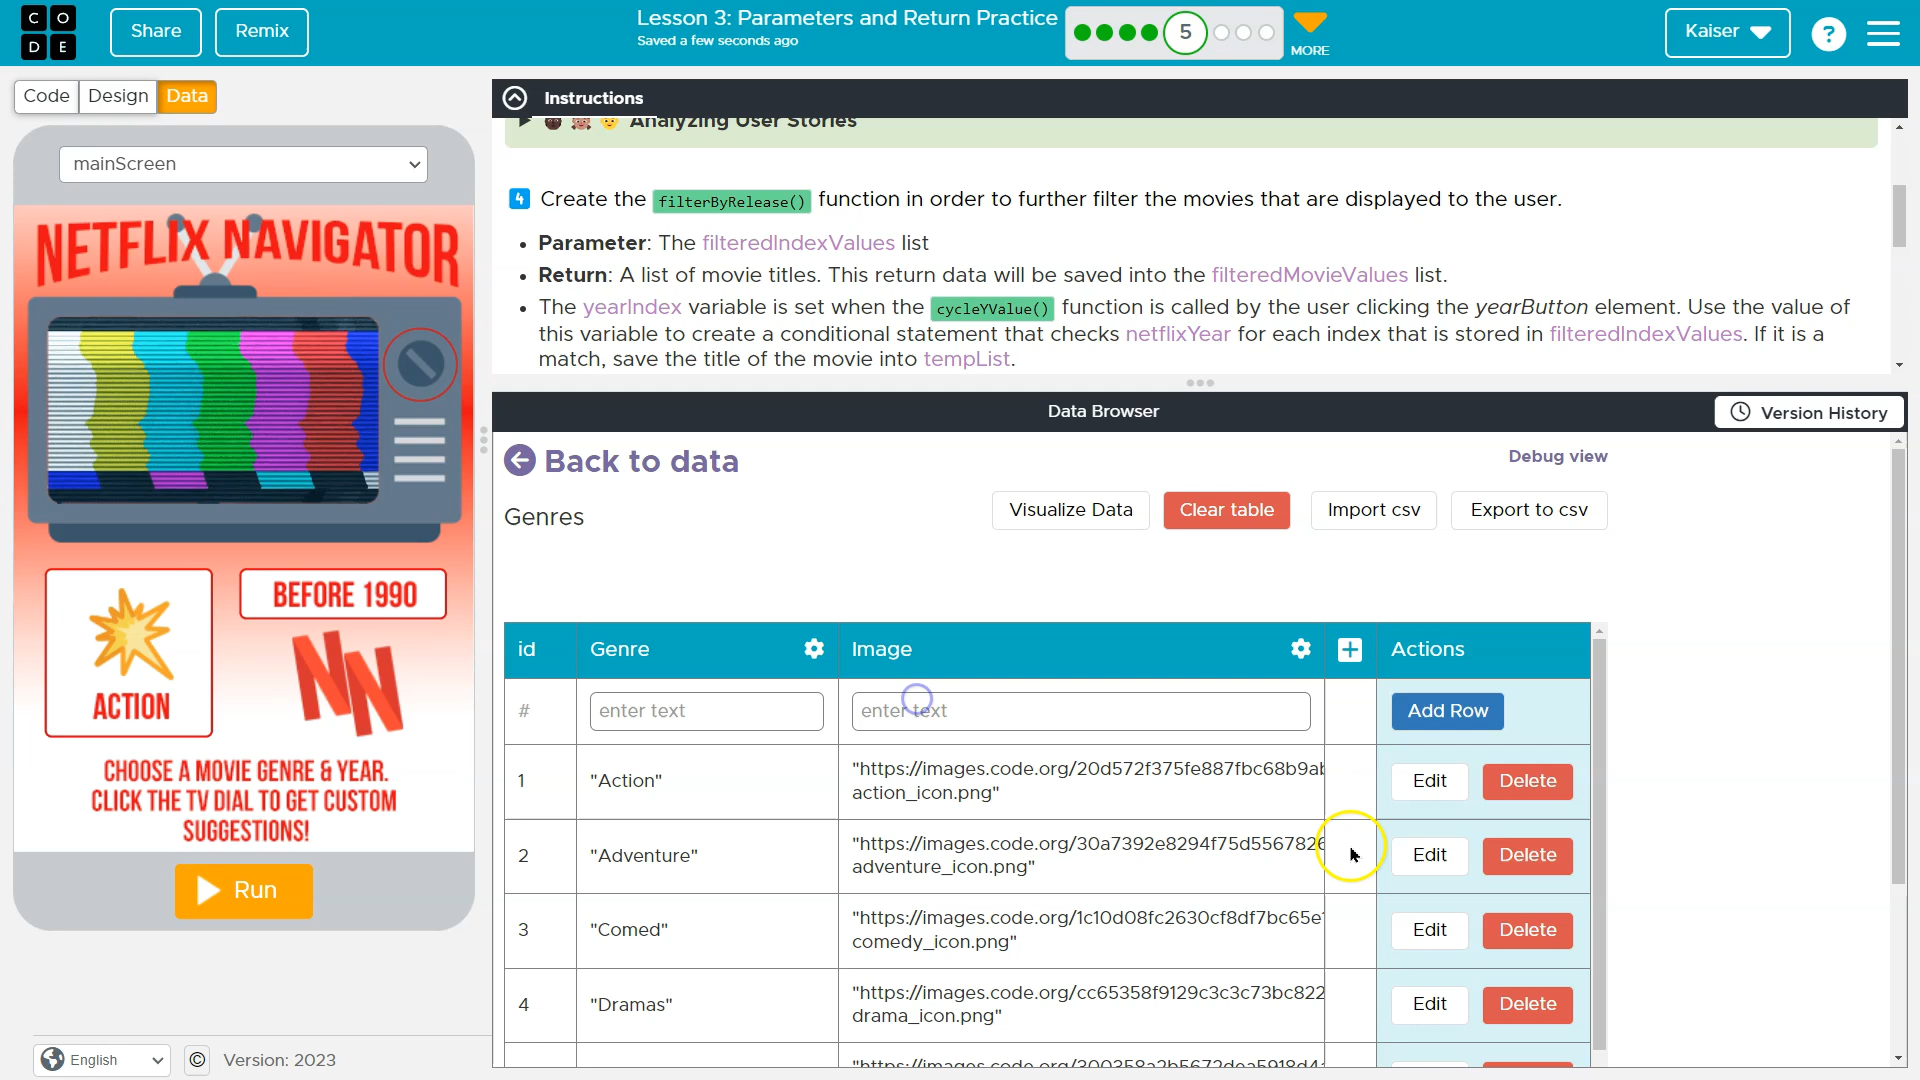 C O
D E
Share
Remix
Lesson 3: Parameters and Return Practice
Saved a few seconds ago
5
MORE
Kaiser
?
Code
Design
Data
mainScreen
NETFLIX NAVIGATOR
ACTION
BEFORE 1990
NN
CHOOSE A MOVIE GENRE & YEAR.
CLICK THE TV DIAL TO GET CUSTOM
SUGGESTIONS!
Run
English
©
Version: 2023
Instructions
Analyzing User Stories
4 Create the filterByRelease() function in order to further filter the movies that are displayed to the user.
• Parameter: The filteredIndexValues list
• Return: A list of movie titles. This return data will be saved into the filteredMovieValues list.
• The yearIndex variable is set when the cycleYValue() function is called by the user clicking the yearButton element. Use the value of
this variable to create a conditional statement that checks netflixYear for each index that is stored in filteredIndexValues. If it is a
match, save the title of the movie into tempList.
Data Browser
Version History
Back to data
Debug view
Genres
Visualize Data
Clear table
Import csv
Export to csv
id Genre Image Actions
# enter text enter text Add Row
1 "Action" "https://images.code.org/20d572f375fe887fbc68b9ab
action_icon.png" Edit Delete
2 "Adventure" "https://images.code.org/30a7392e8294f75d5567826
adventure_icon.png" Edit Delete
3 "Comed" "https://images.code.org/1c10d08fc2630cf8df7bc65e
comedy_icon.png" Edit Delete
4 "Dramas" "https://images.code.org/cc65358f9129c3c3c73bc822
drama_icon.png" Edit Delete